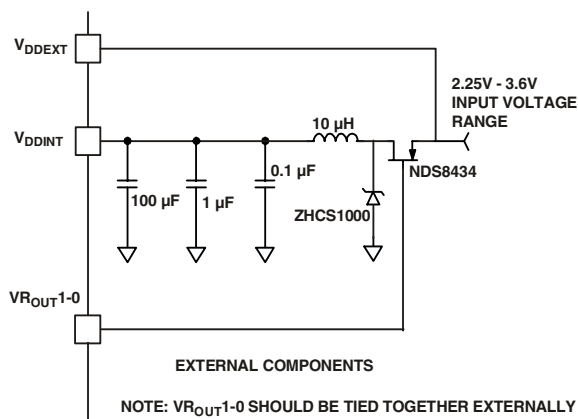 VDDEXT
2.25V - 3.6V
INPUT VOLTAGE
RANGE
VDDINT
10 µH
NDS8434
0.1 µF
100 µF
1 µF
ZHCS1000
VROUT1-0
EXTERNAL COMPONENTS
NOTE: VROUT1-0 SHOULD BE TIED TOGETHER EXTERNALLY